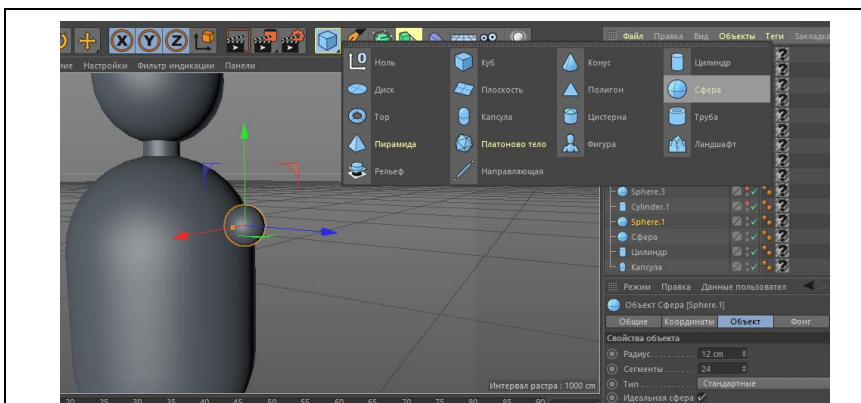 X Y Z
Файл Правка Вид Объекты Теги Закладка
ние Настройки Фильтр индикации Панели
0 Ноль Куб Конус Цилиндр
Диск Плоскость Полигон Сфера
Тор Капсула Цистерна Труба
Пирамида Платоново тело Фигура Ландшафт
Рельеф Направляющая
Sphere.3
Cylinder.1
Sphere.1
Сфера
Цилиндр
Капсула
Режим Правка Данные пользовател
Объект Сфера [Sphere.1]
Общие Координаты Объект Фонг
Свойства объекта
Радиус. . . . . . . . . . 12 cm
Сегменты. . . . . . . 24
Тип . . . . . . . . . . . . Стандартные
Идеальная сфера
Интервал растра : 1000 cm
20 25 30 35 40 45 50 55 60 65 70 75 80 85 90